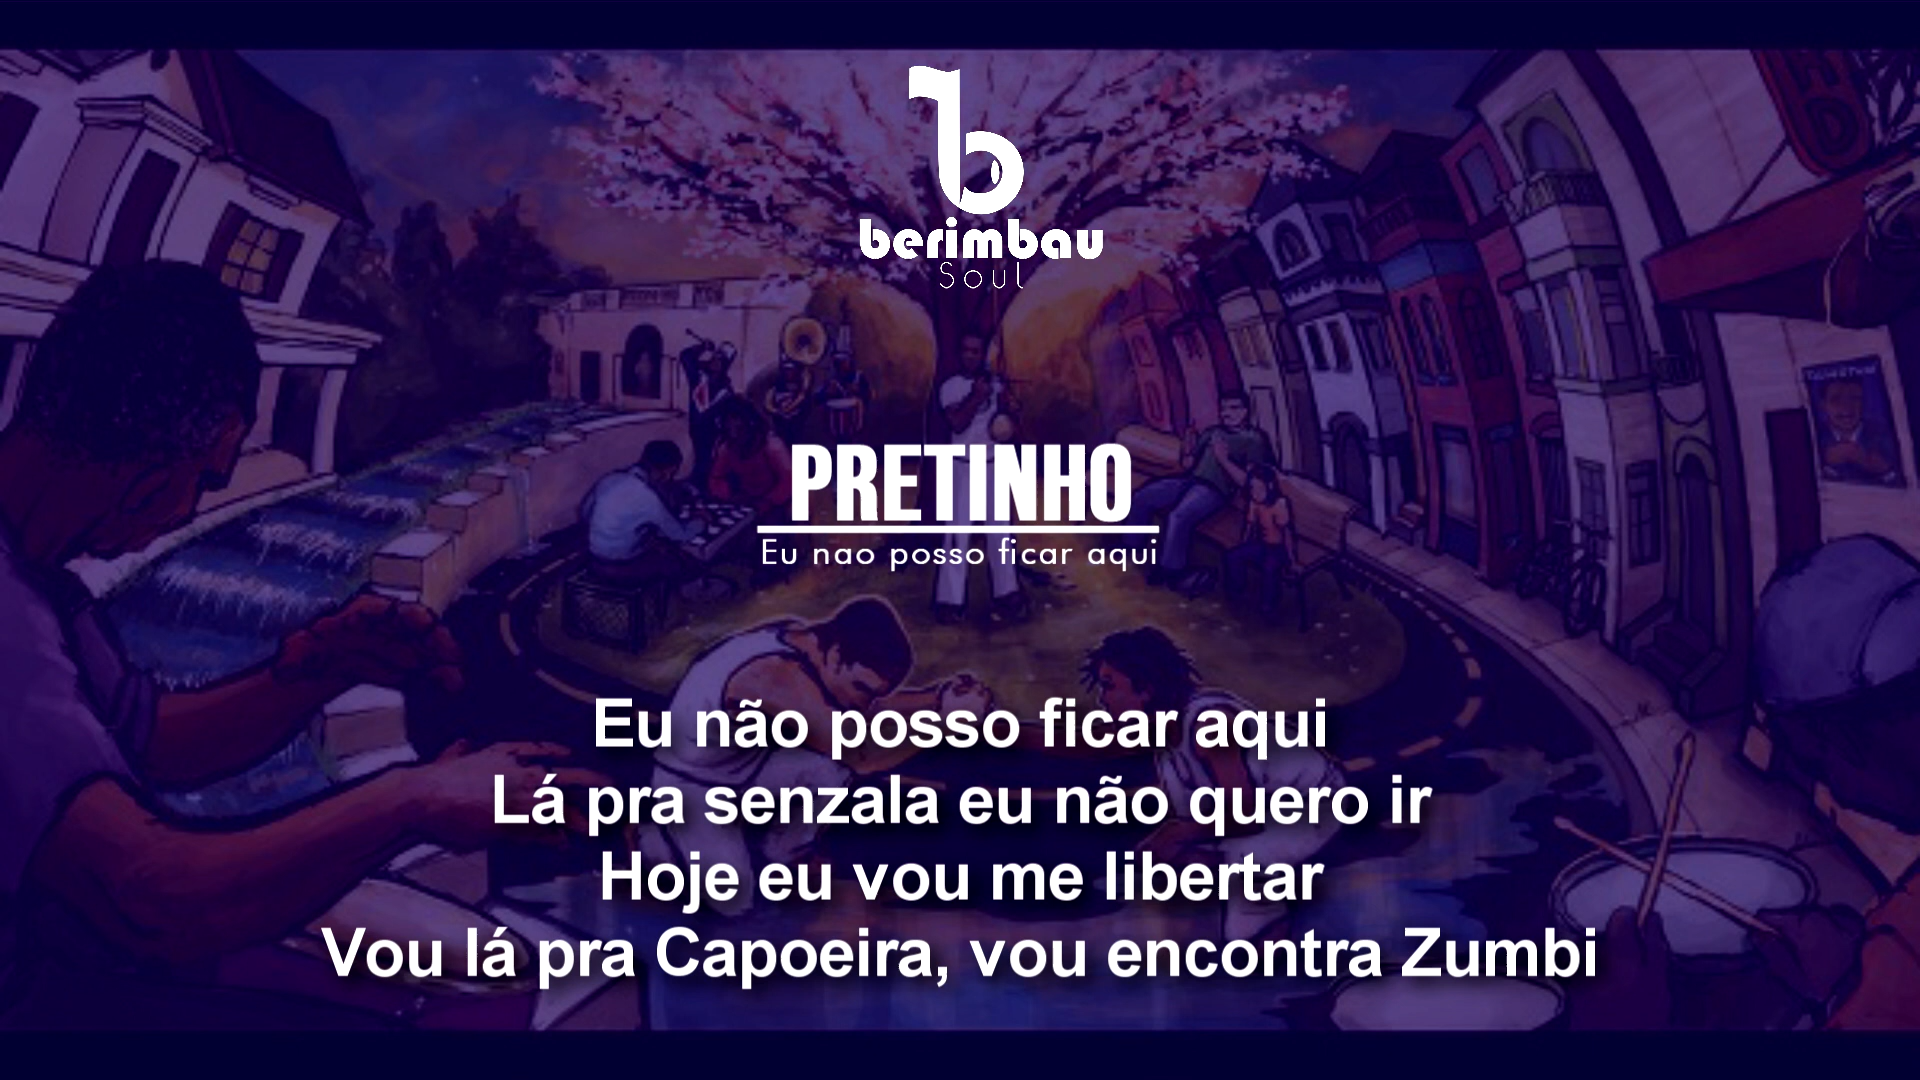 berimbau
Soul
PRETINHO
Eu nao posso ficar aqui
Eu não posso ficar aqui
Lá pra senzala eu não quero ir
Hoje eu vou me libertar
Vou lá pra Capoeira, vou encontra Zumbi